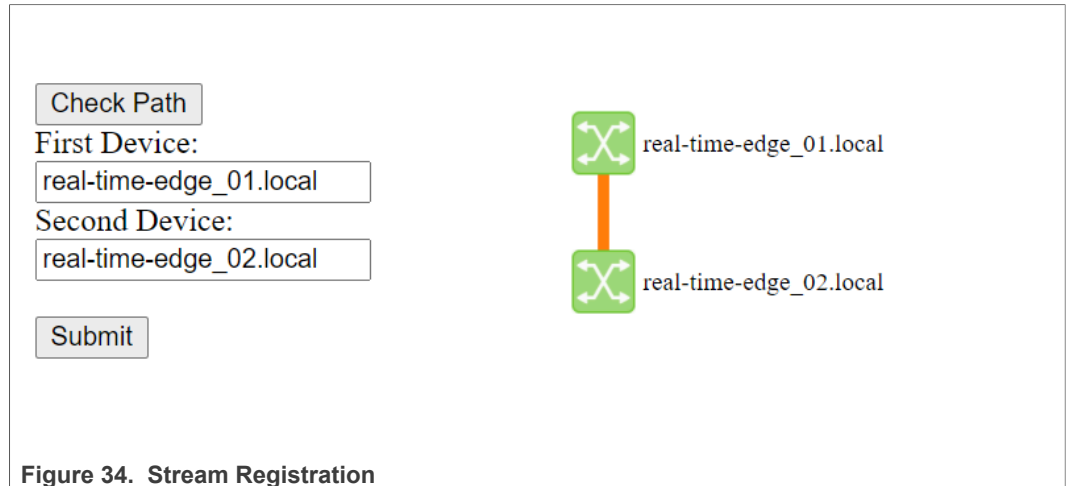 Check Path
First Device:
real-time-edge_01.local
Second Device:
real-time-edge_02.local
Submit
real-time-edge_01.local
real-time-edge_02.local
Figure 34. Stream Registration